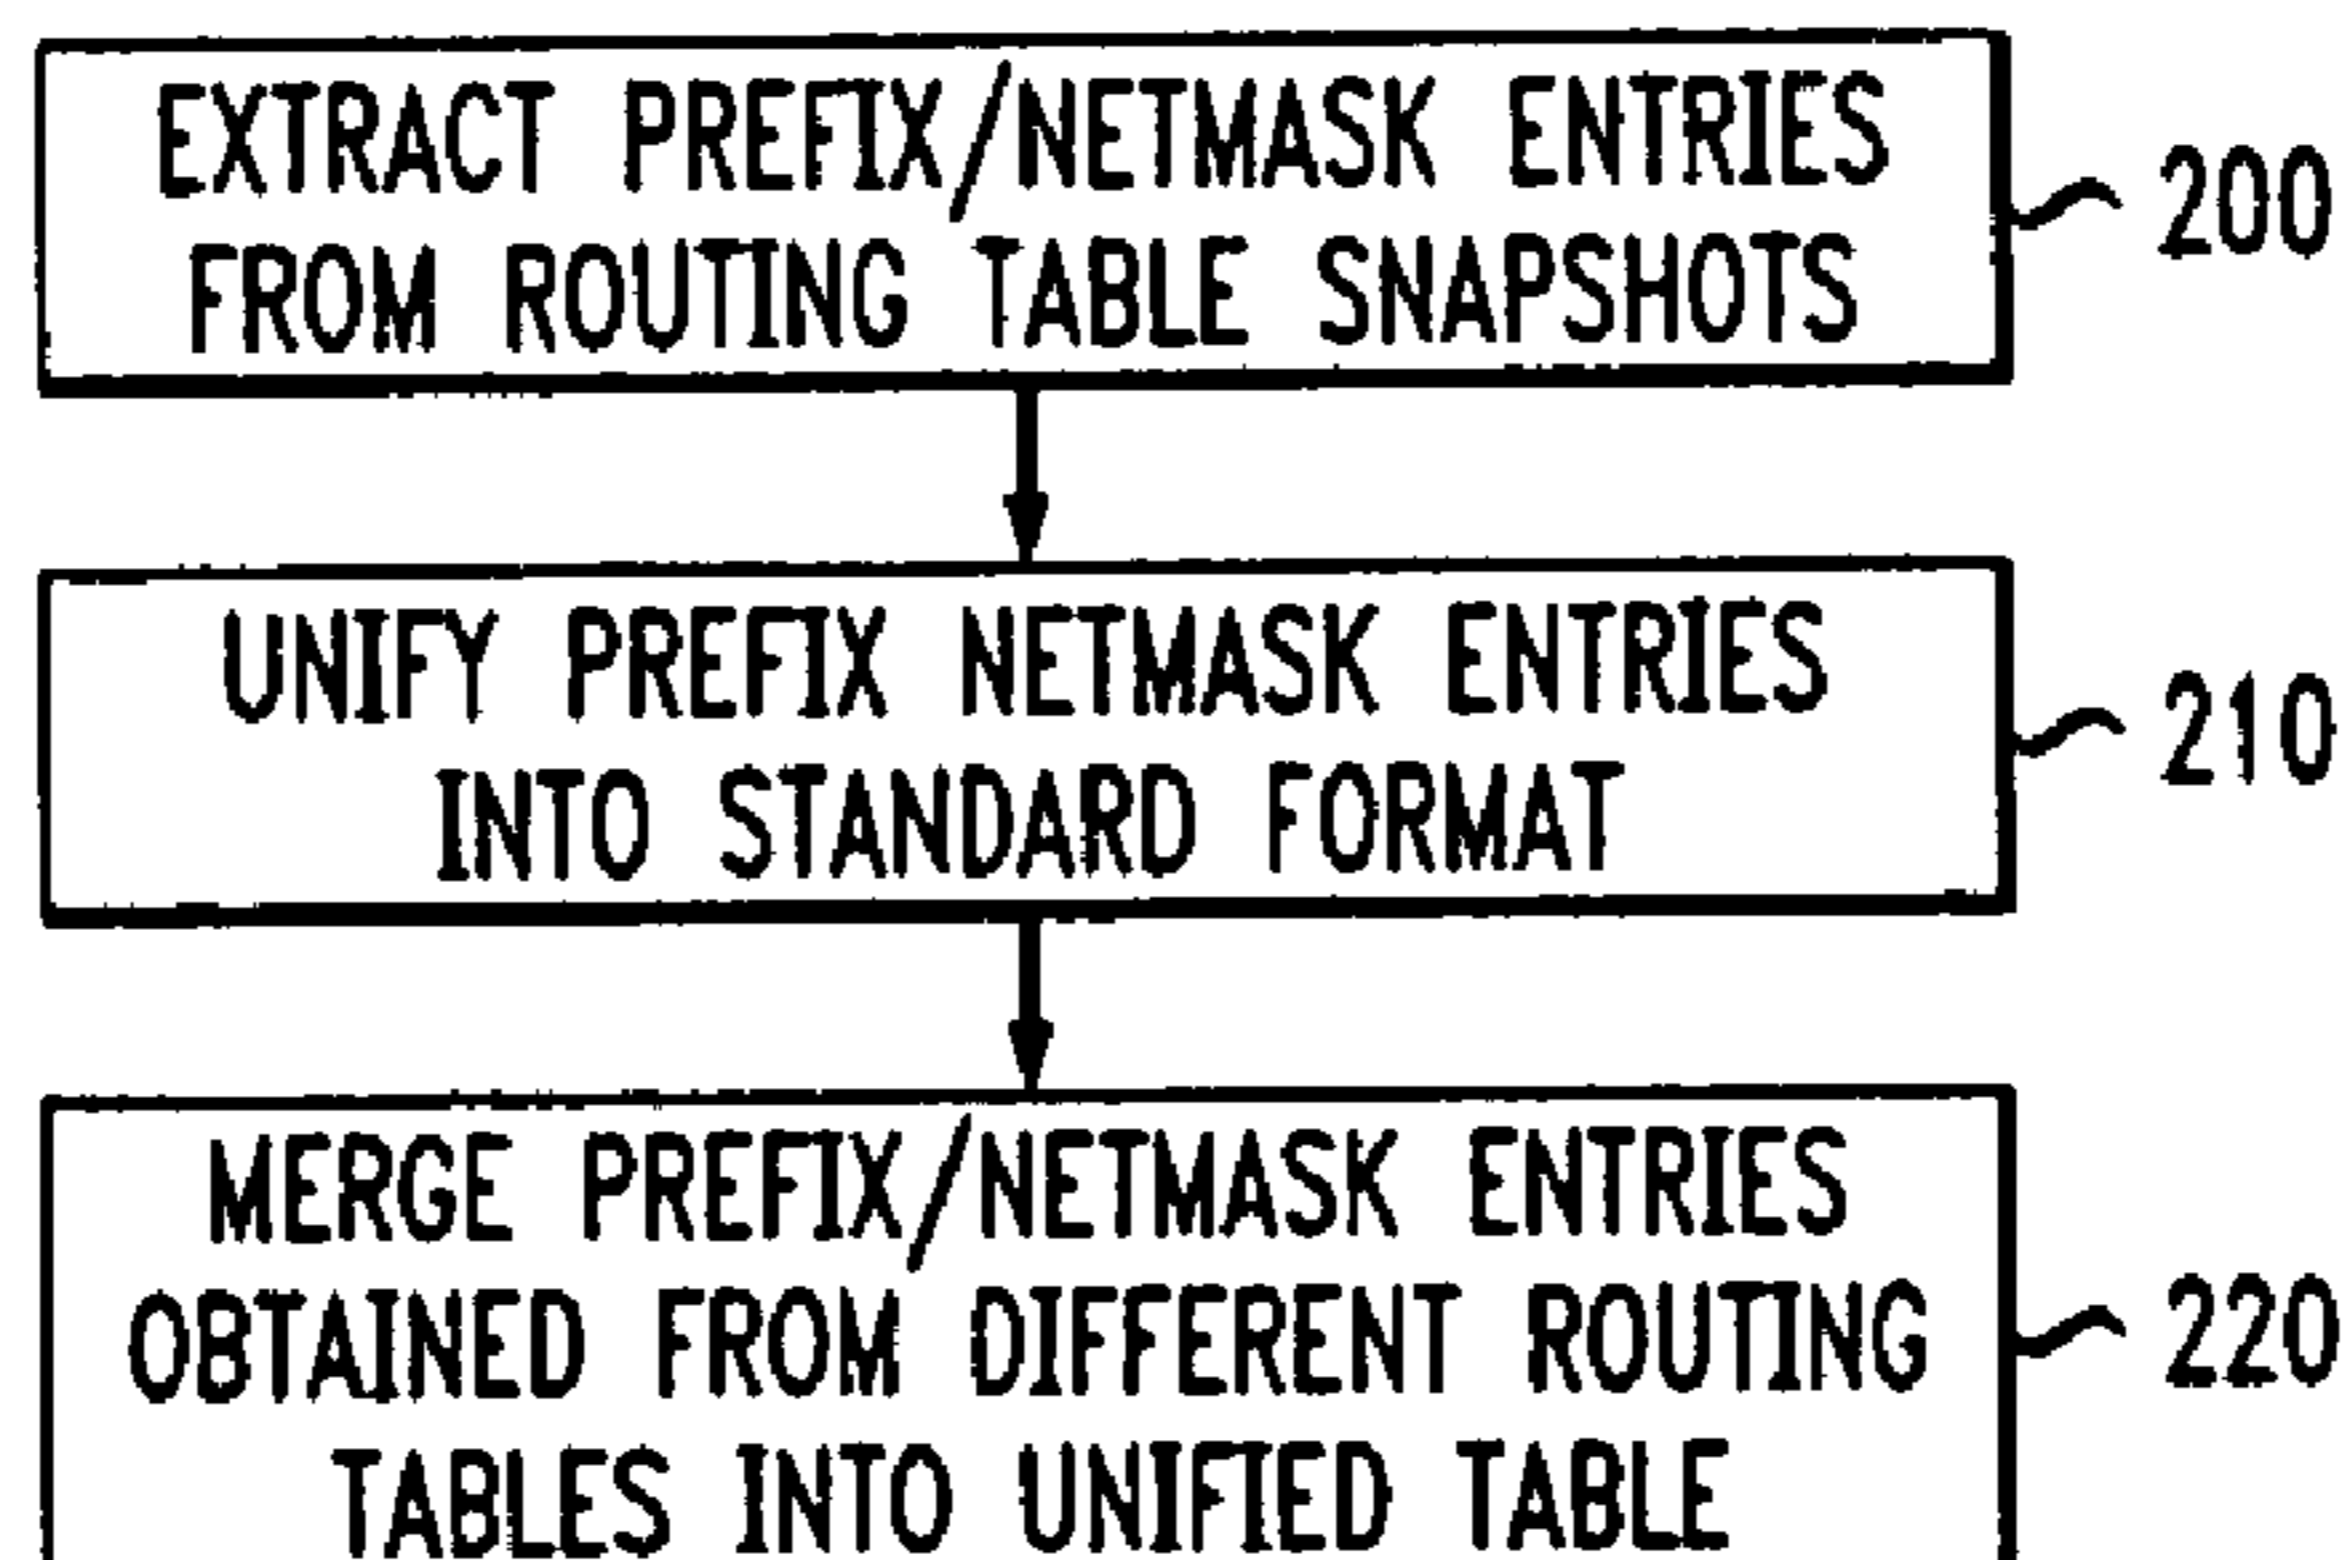 EXTRACT PREFIX/NETMASK ENTRIES
FROM ROUTING TABLE SNAPSHOTS
200
UNIFY PREFIX NETMASK ENTRIES
INTO STANDARD FORMAT
210
MERGE PREFIX/NETMASK ENTRIES
OBTAINED FROM DIFFERENT ROUTING
TABLES INTO UNIFIED TABLE
220